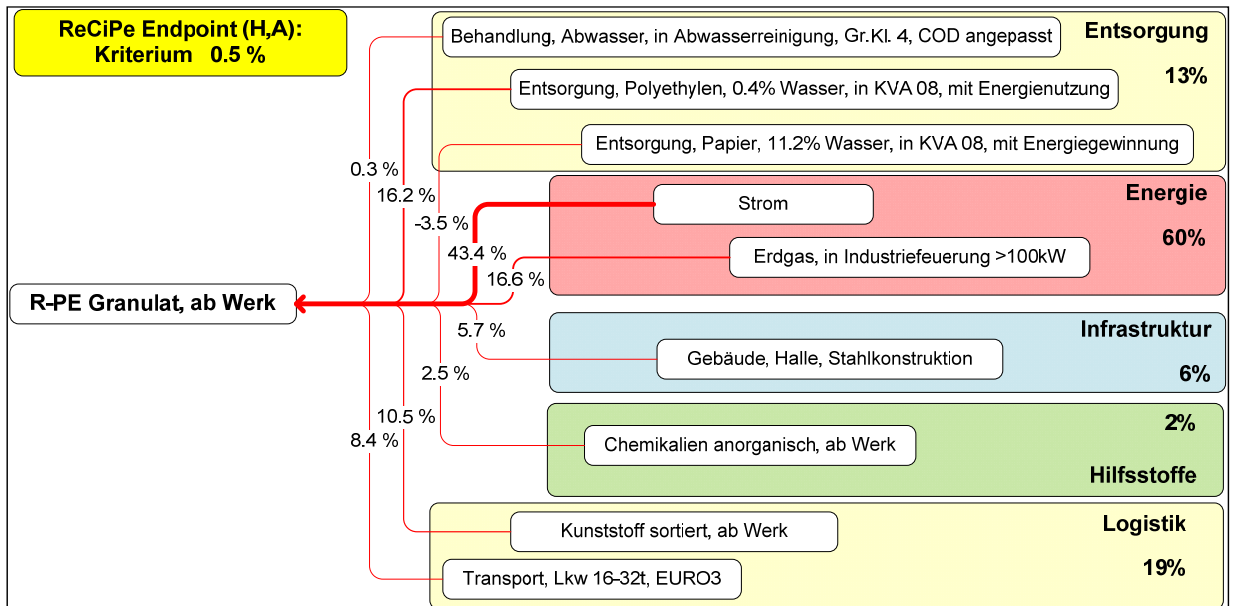 ReCiPe Endpoint (H,A):
Kriterium 0.5 %
Behandlung, Abwasser, in Abwasserreinigung, Gr.Kl. 4, COD angepasst
Entsorgung
13%
Entsorgung, Polyethylen, 0.4% Wasser, in KVA 08, mit Energienutzung
Entsorgung, Papier, 11.2% Wasser, in KVA 08, mit Energiegewinnung
0.3 %
16.2 %
-3.5 %
43.4 %
16.6 %
Strom
Energie
60%
Erdgas, in Industriefeuerung >100kW
R-PE Granulat, ab Werk
5.7 %
2.5 %
10.5 %
8.4 %
Infrastruktur
Gebäude, Halle, Stahlkonstruktion
6%
2%
Chemikalien anorganisch, ab Werk
Hilfsstoffe
Logistik
Kunststoff sortiert, ab Werk
19%
Transport, Lkw 16-32t, EURO3